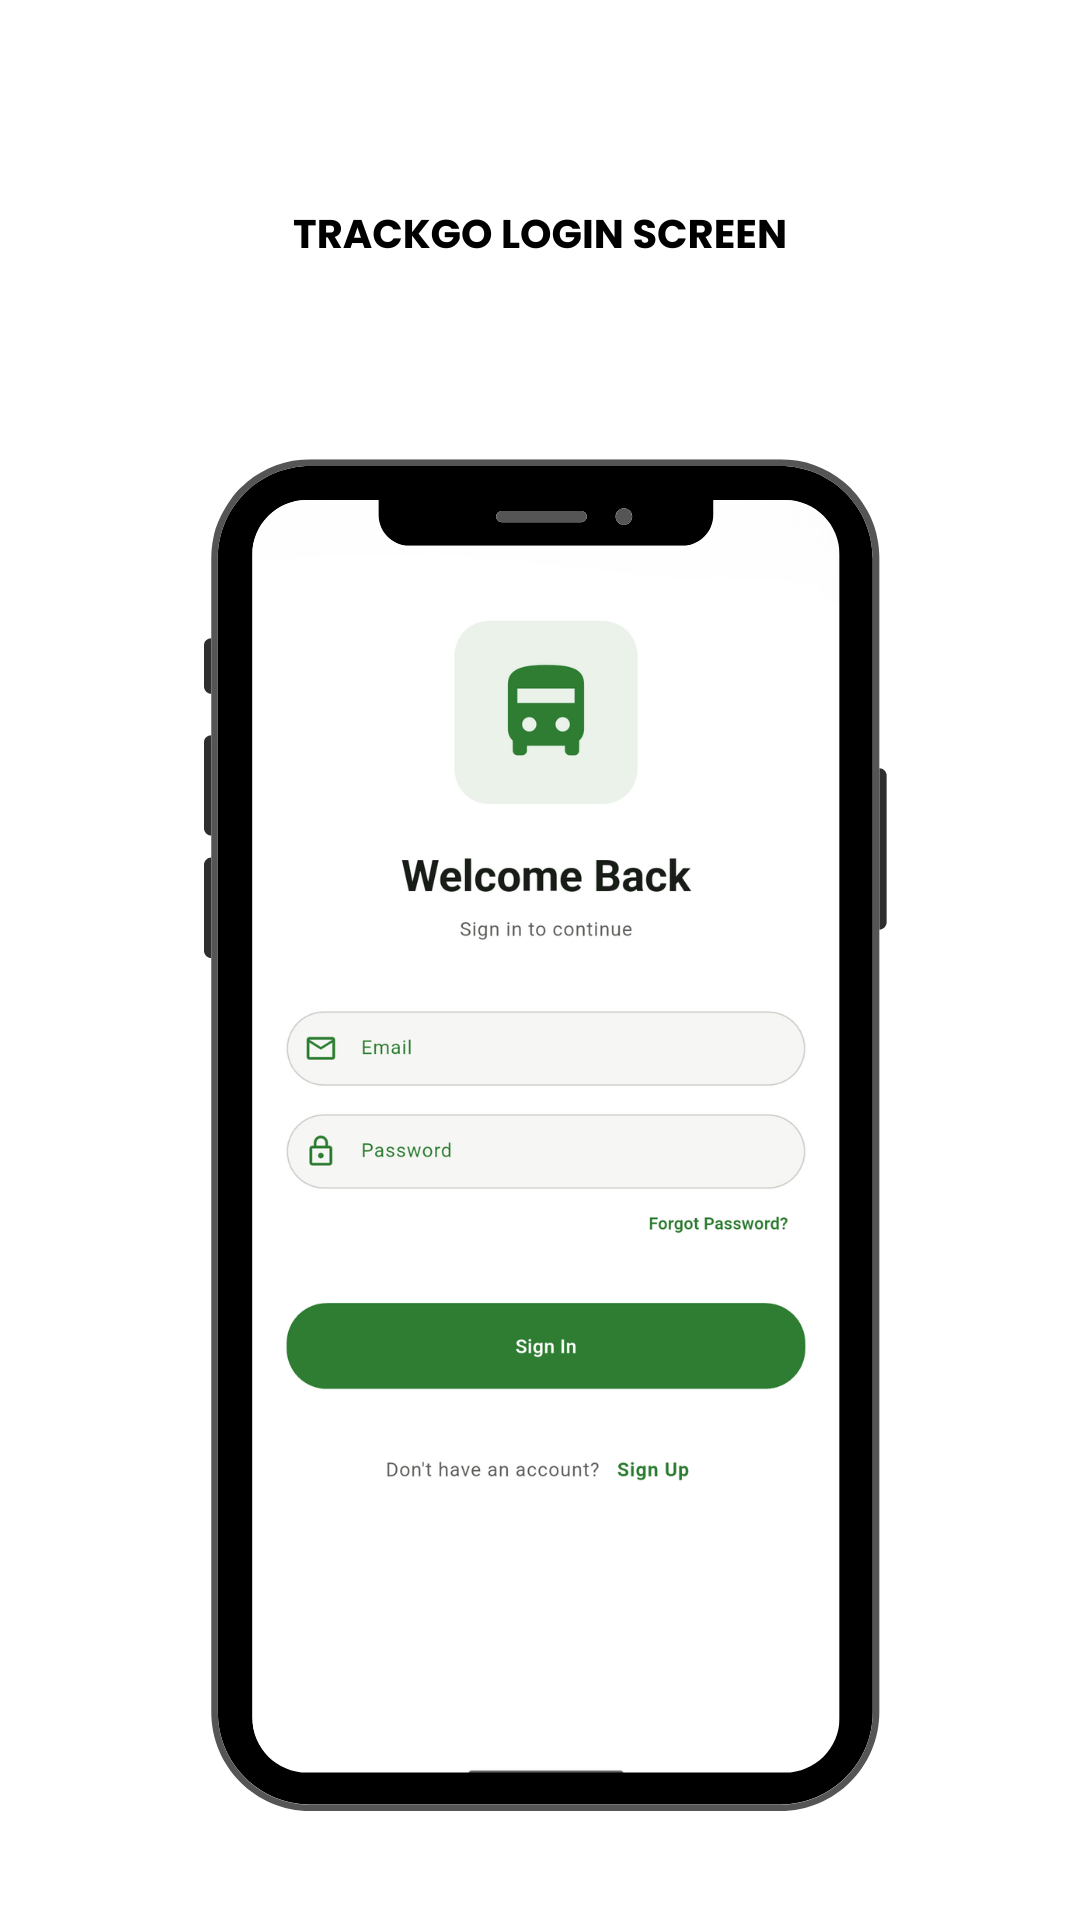 TRACKGO LOGIN SCREEN
Welcome Back
Sign in to continue
Email
Password
Forgot Password?
Sign In
Don't have an account? Sign Up